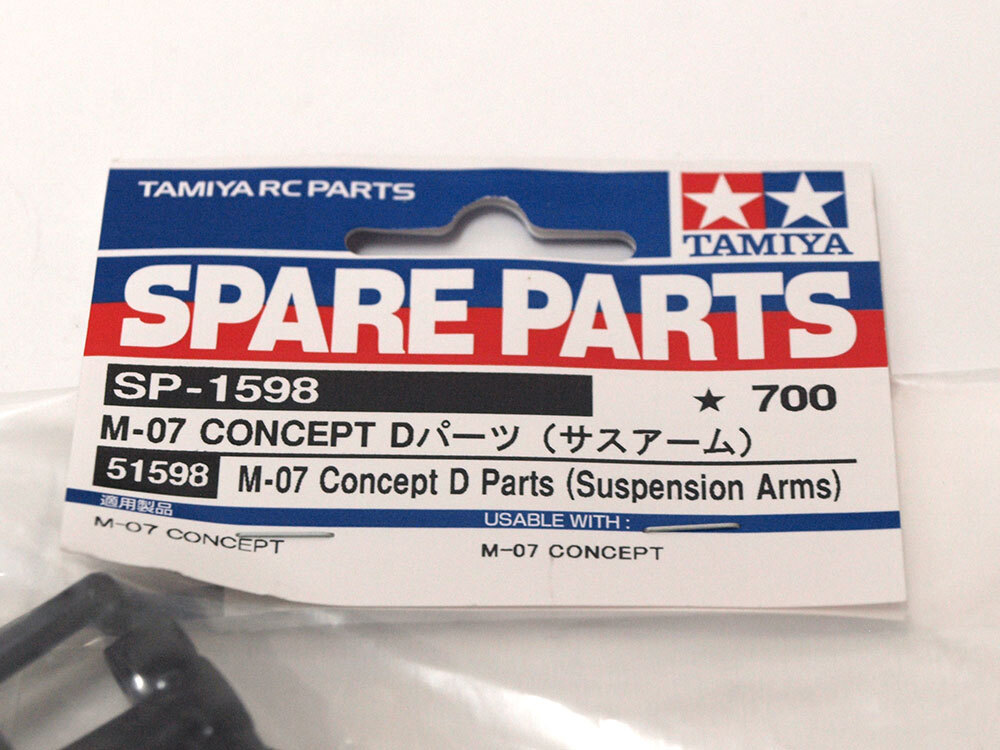 TAMIYA RC PARTS
TAMIYA
SPARE PARTS
SP-1598
★ 700
M-07 CONCEPT Dパーツ（サスアーム）
51598 M-07 Concept D Parts (Suspension Arms)
適用製品
M-07 CONCEPT
USABLE WITH :
M-07 CONCEPT